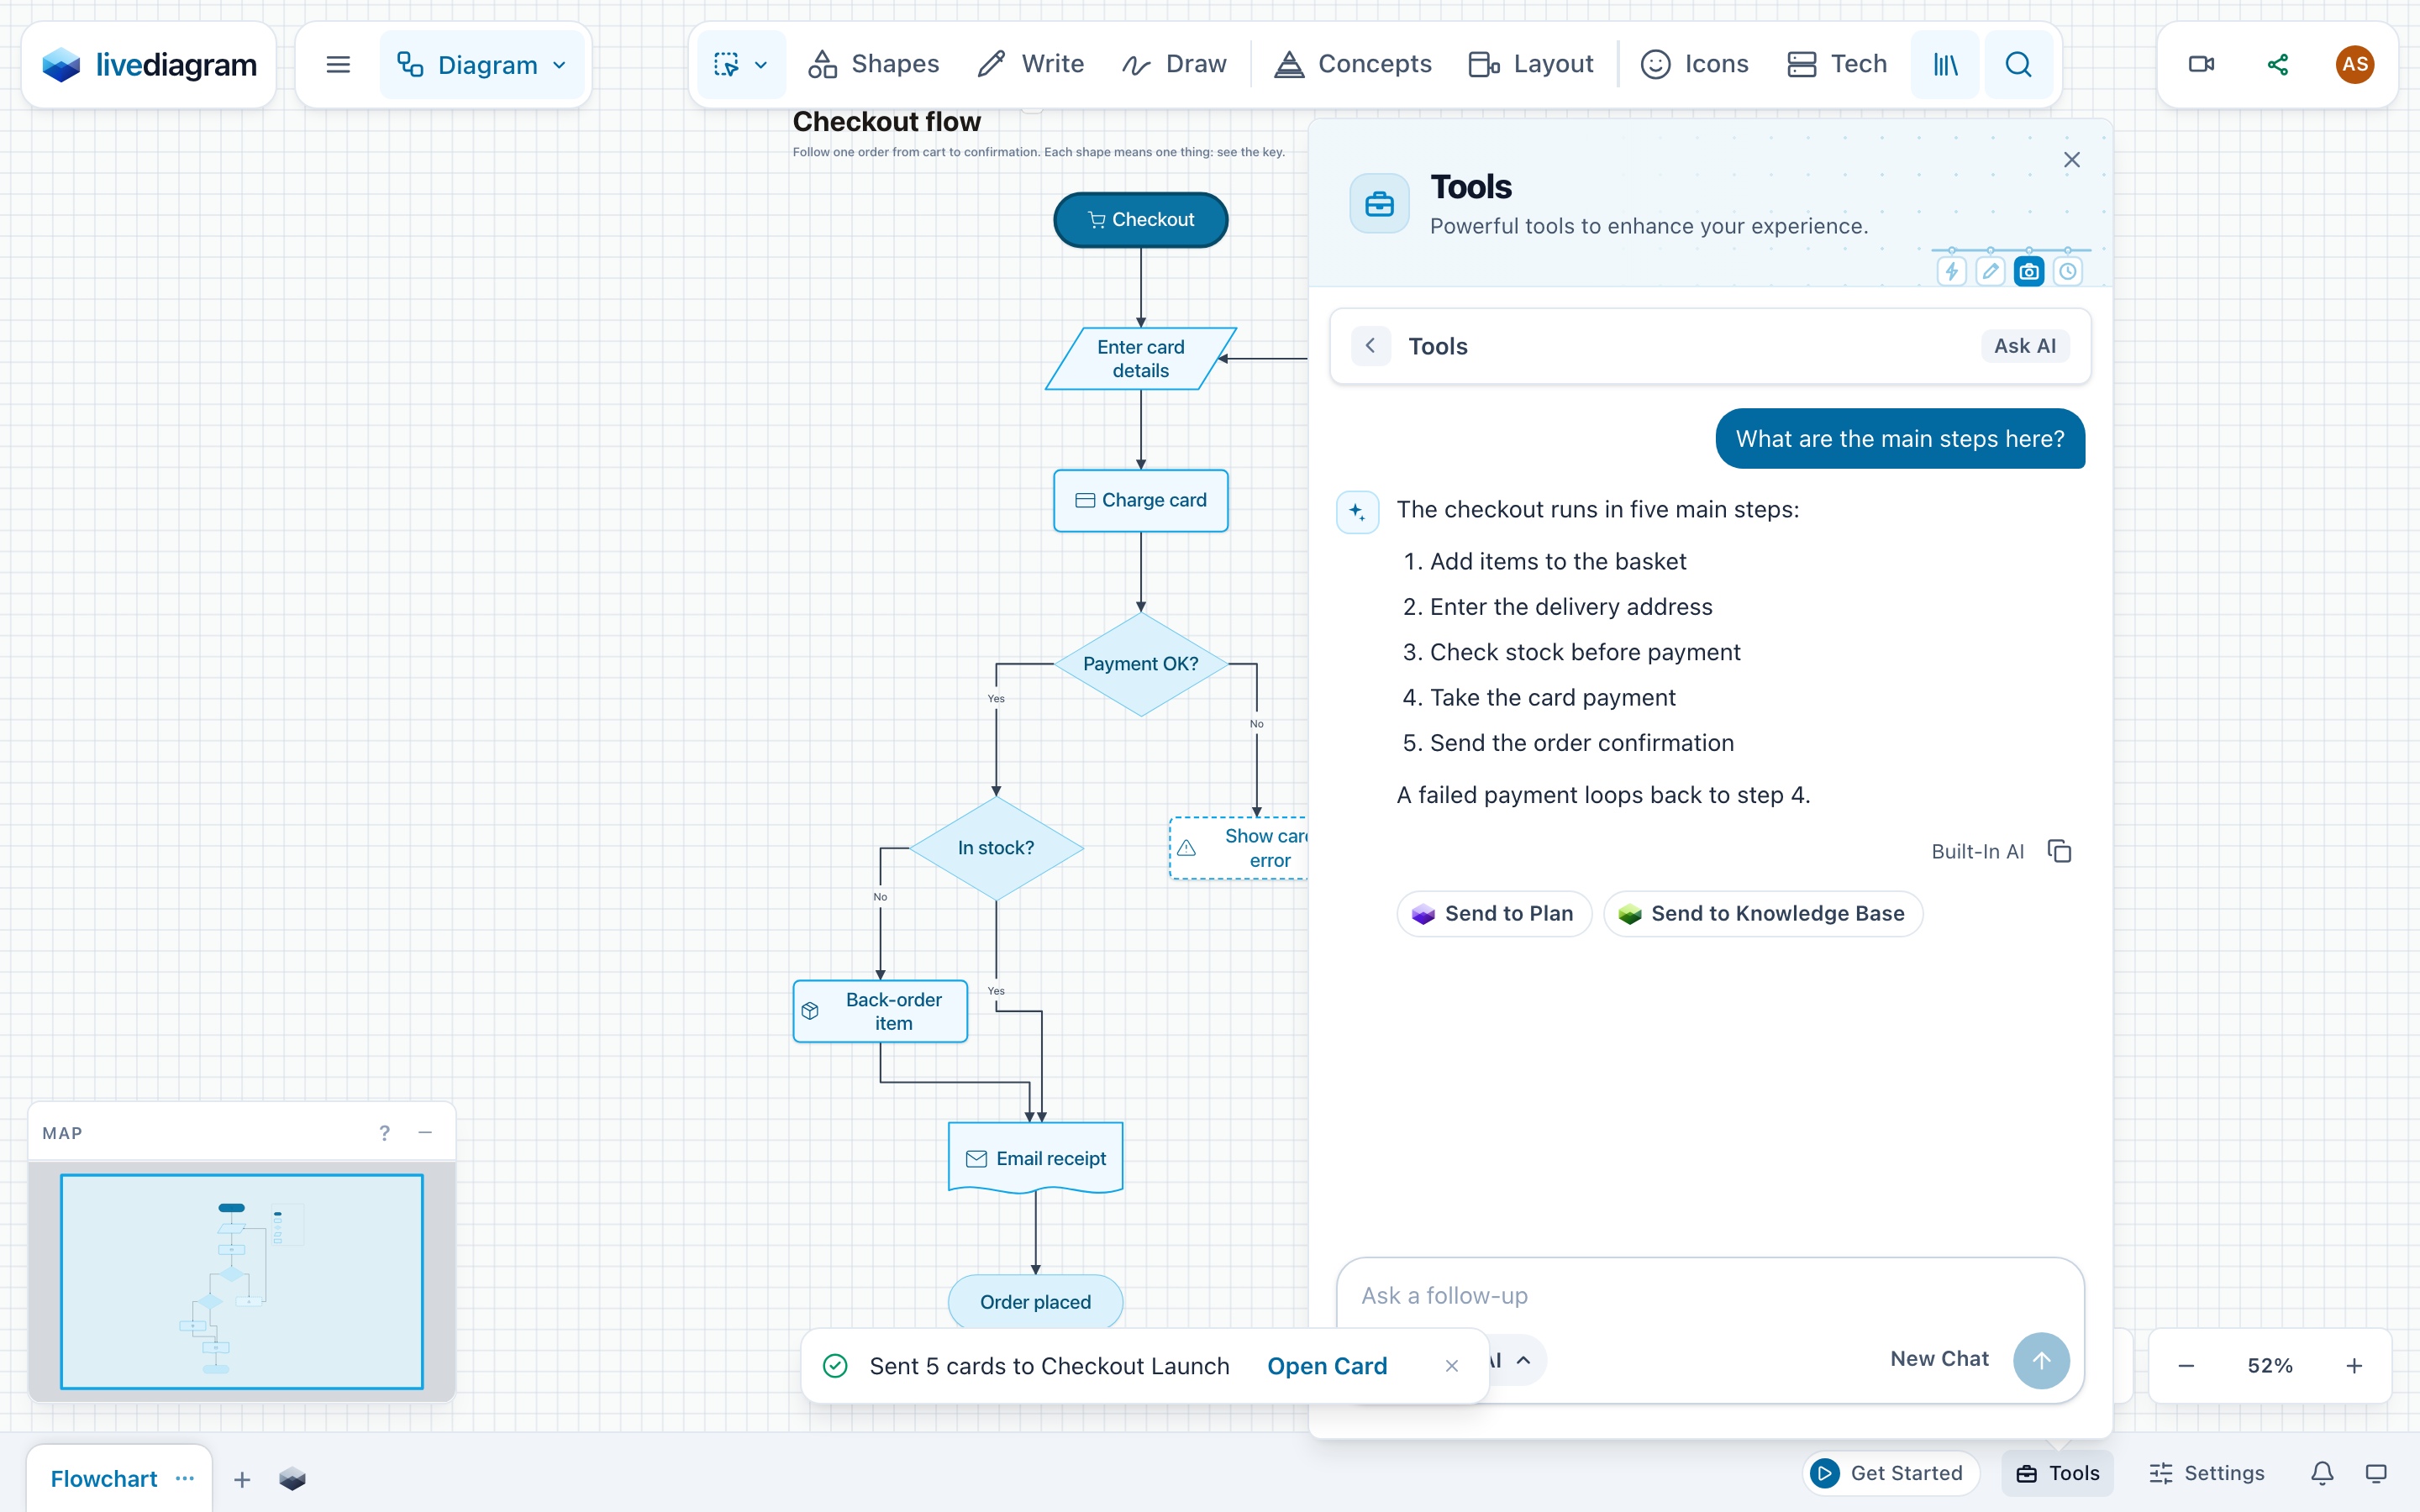 livediagram
Diagram
Shapes
Write
Draw
Concepts
Layout
Icons
Tech
AS
Checkout flow
Follow one order from cart to confirmation. Each shape means one thing: see the key.
Checkout
Enter card
details
Charge card
Payment OK?
Yes
No
In stock?
Show card
error
No
Yes
Back-order
item
Email receipt
Order placed
Tools
Powerful tools to enhance your experience.
Tools
Ask AI
What are the main steps here?
The checkout runs in five main steps:
1. Add items to the basket
2. Enter the delivery address
3. Check stock before payment
4. Take the card payment
5. Send the order confirmation
A failed payment loops back to step 4.
Built-In AI
Send to Plan
Send to Knowledge Base
Ask a follow-up
AI
New Chat
MAP
?
Sent 5 cards to Checkout Launch
Open Card
52%
Flowchart
Get Started
Tools
Settings